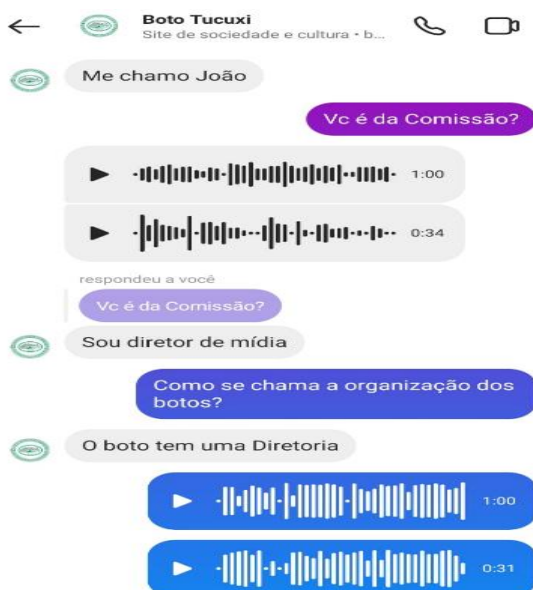 Boto Tucuxi
Site de sociedade e cultura • b...
Me chamo João
Vc é da Comissão?
1:00
0:34
respondeu a você
Vc é da Comissão?
Sou diretor de mídia
Como se chama a organização dos
botos?
O boto tem uma Diretoria
1:00
0:31